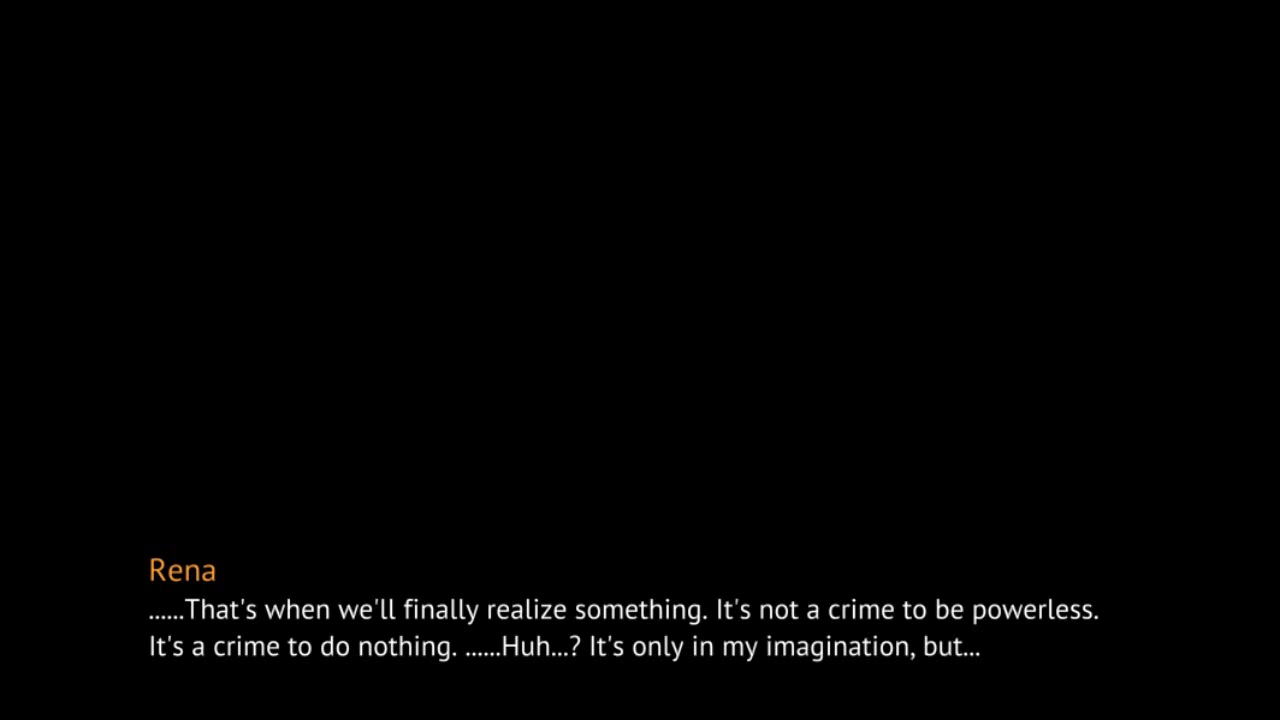 Rena
......That's when we'll finally realize something. It's not a crime to be powerless.
It's a crime to do nothing. ......Huh...? It's only in my imagination, but...